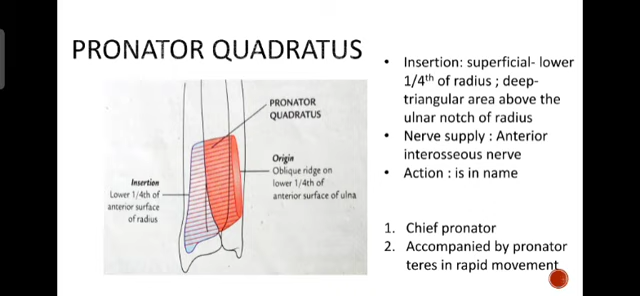 PRONATOR QUADRATUS
PRONATOR
QUADRATUS
Origin
Oblique ridge on
lower 1/4th of
anterior surface of ulna
Insertion
Lower 1/4th of
anterior surface
of radius
• Insertion: superficial- lower
1/4th of radius ; deep-
triangular area above the
ulnar notch of radius
• Nerve supply : Anterior
interosseous nerve
• Action : is in name
1. Chief pronator
2. Accompanied by pronator
teres in rapid movement